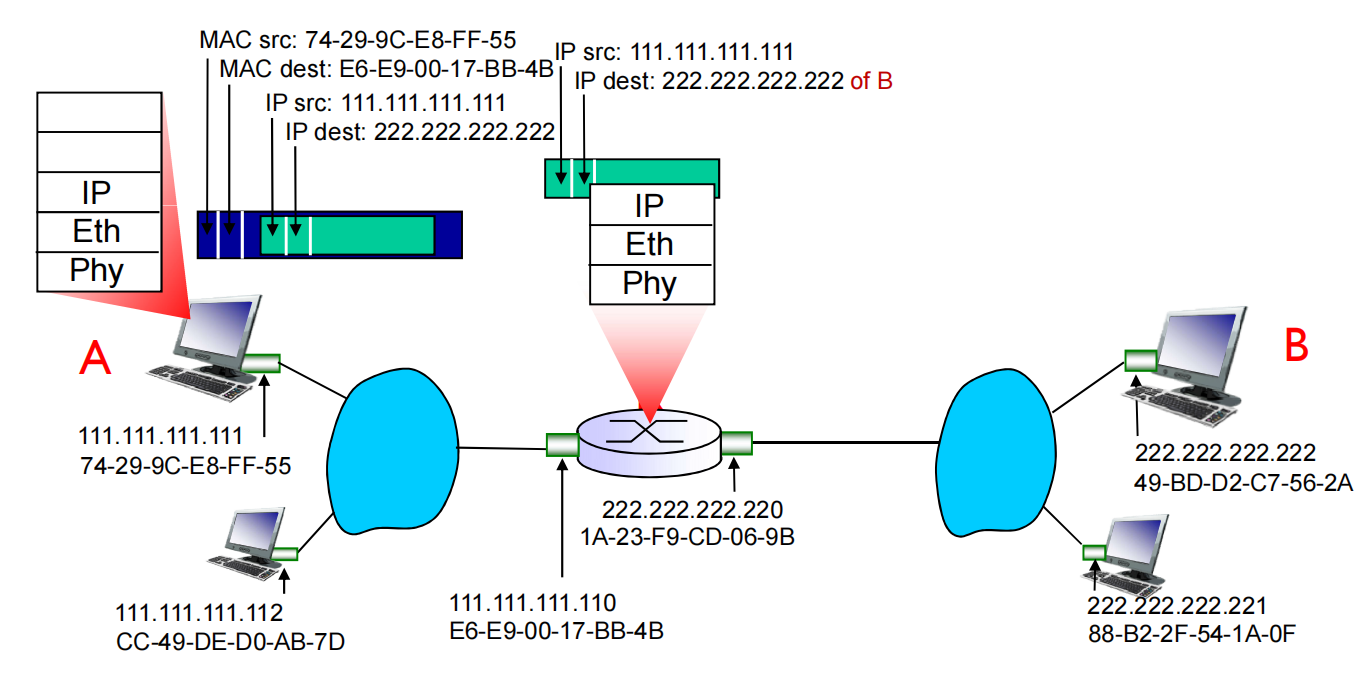 MAC src: 74-29-9C-E8-FF-55
MAC dest: E6-E9-00-17-BB-4B
IP src: 111.111.111.111
IP dest: 222.222.222.222
IP src: 111.111.111.111
IP dest: 222.222.222.222 of B
IP
Eth
Phy
IP
Eth
Phy
A
B
111.111.111.111
74-29-9C-E8-FF-55
222.222.222.222
49-BD-D2-C7-56-2A
222.222.222.220
1A-23-F9-CD-06-9B
111.111.111.112
CC-49-DE-D0-AB-7D
111.111.111.110
E6-E9-00-17-BB-4B
222.222.222.221
88-B2-2F-54-1A-0F